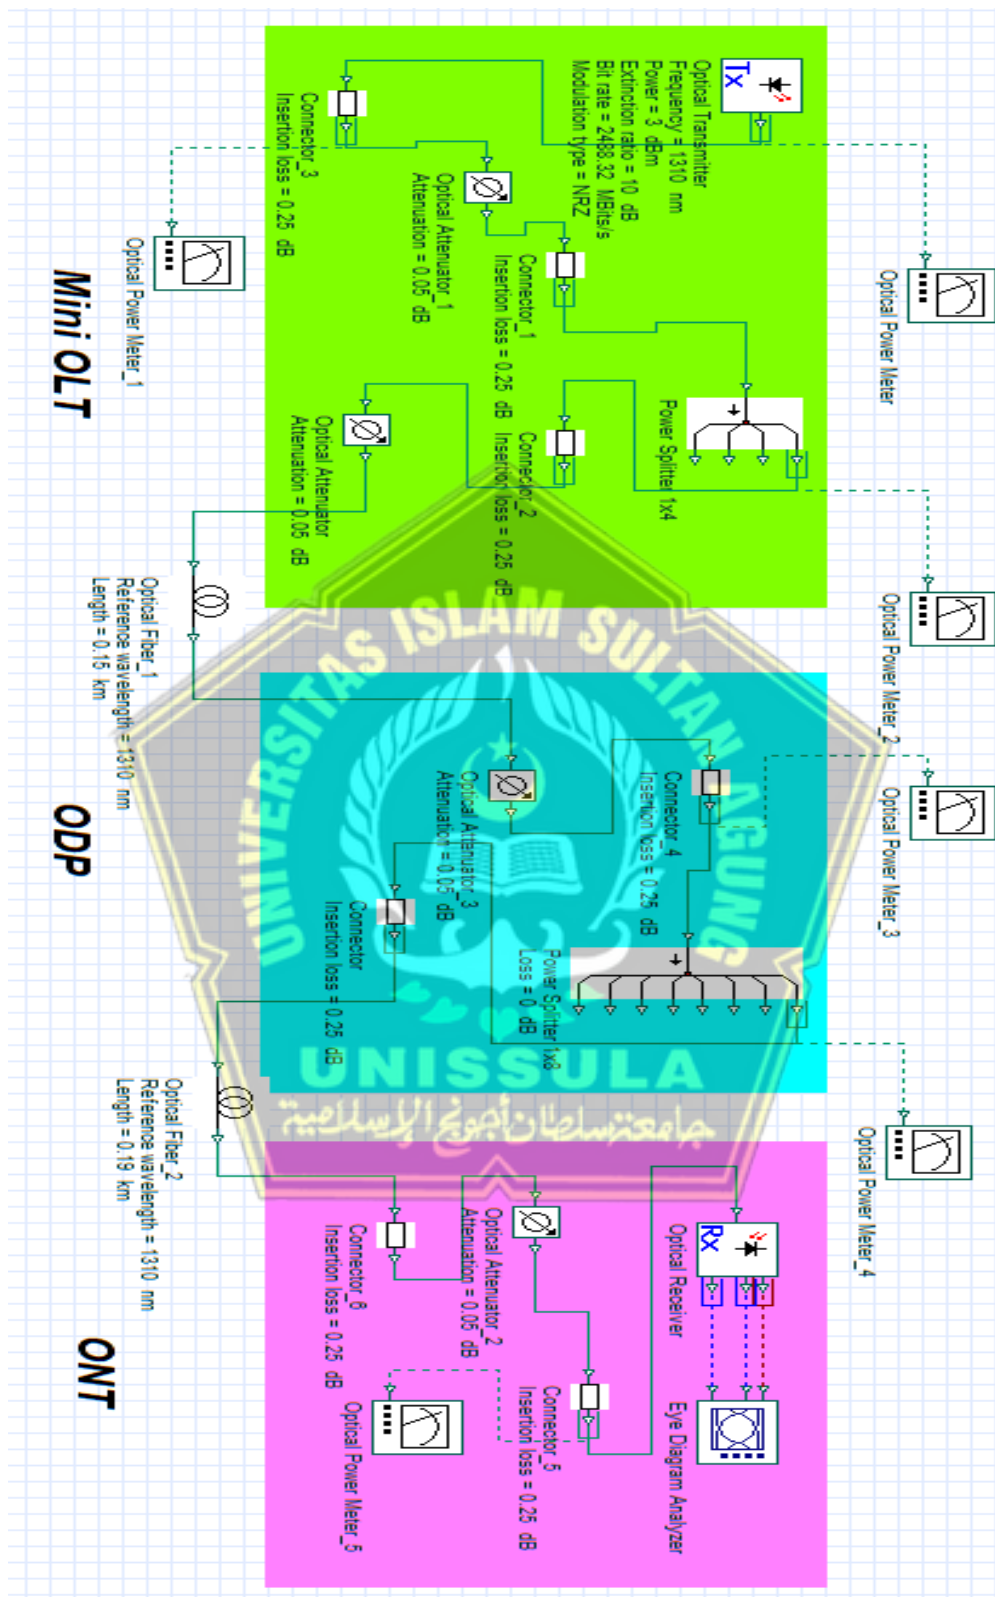 Optical Transmitter
Frequency = 1310 nm
Power = 3 dBm
Extinction ratio = 10 dB
Bit rate = 2488.32 MBits/s
Modulation type = NRZ
Tx
Optical Power Meter
Connector_3
Insertion loss = 0.25 dB
Optical Attenuator_1
Attenuation = 0.05 dB
Optical Power Meter_1
Connector_1
Insertion loss = 0.25 dB
Power Splitter 1x4
Connector_2
Insertion loss = 0.25 dB
Optical Attenuator
Attenuation = 0.05 dB
Mini OLT
Optical Power Meter_2
Optical Fiber_1
Reference wavelength = 1310 nm
Length = 0.15 km
Optical Power Meter_3
Connector_4
Insertion loss = 0.25 dB
Optical Attenuator_3
Attenuation = 0.05 dB
Connector
Insertion loss = 0.25 dB
Power Splitter 1x8
Loss = 0 dB
ODP
Optical Power Meter_4
Optical Fiber_2
Reference wavelength = 1310 nm
Length = 0.19 km
Rx
Optical Receiver
Optical Attenuator_2
Attenuation = 0.05 dB
Connector_6
Insertion loss = 0.25 dB
Eye Diagram Analyzer
Connector_5
Insertion loss = 0.25 dB
Optical Power Meter_5
ONT
UNIVERSITAS ISLAM SULTAN AGUNG
UNISSULA
جامعتسلطان أجونج الإسلامية